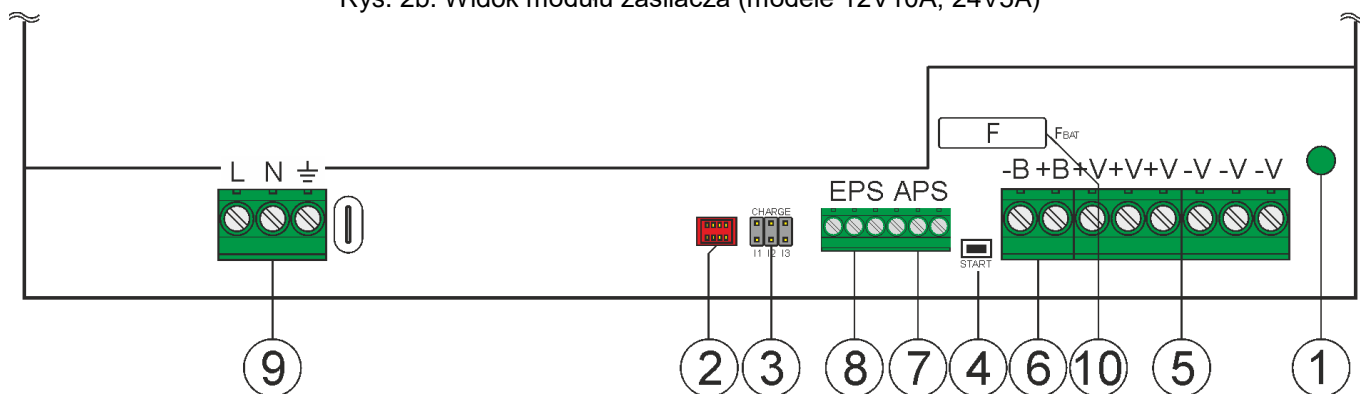 Rys. 2b. Widok modułu zasilacza (modele 12V10A, 24V5A)
F FBAT
L N ⏚
-B +B +V +V +V -V -V -V
EPS APS
CHARGE
I1 I2 I3
START
9 2 3 8 7 4 6 10 5 1